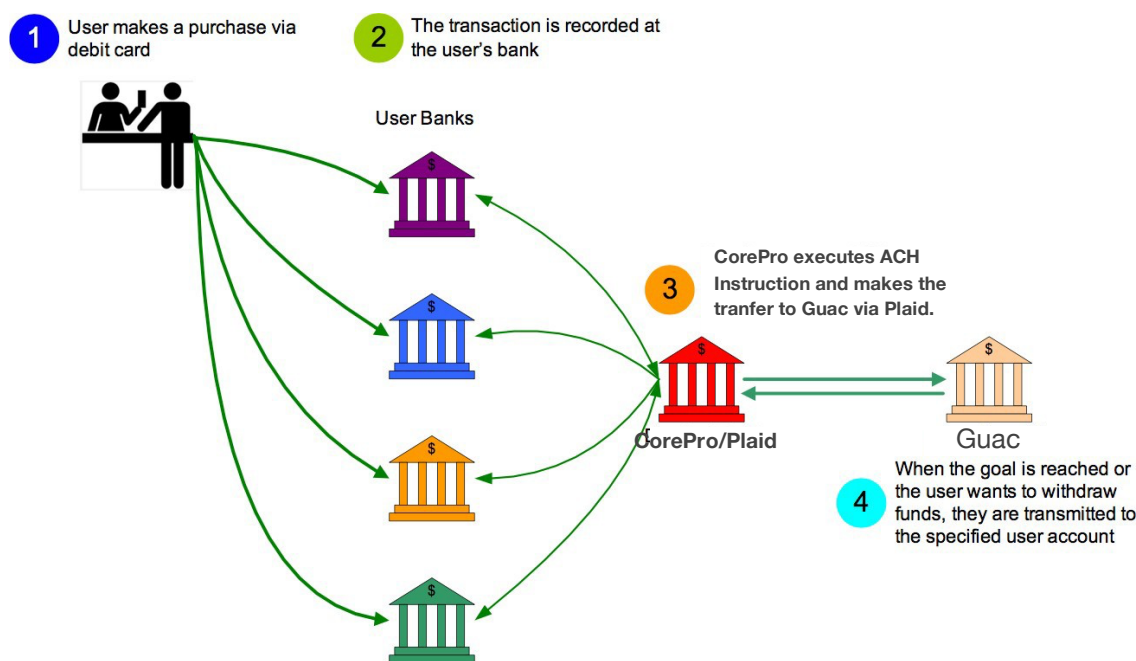 1
User makes a purchase via
debit card
2
The transaction is recorded at
the user's bank
User Banks
$
$
$
$
3
CorePro executes ACH
Instruction and makes the
tranfer to Guac via Plaid.
$
CorePro/Plaid
$
Guac
4
When the goal is reached or
the user wants to withdraw
funds, they are transmitted to
the specified user account